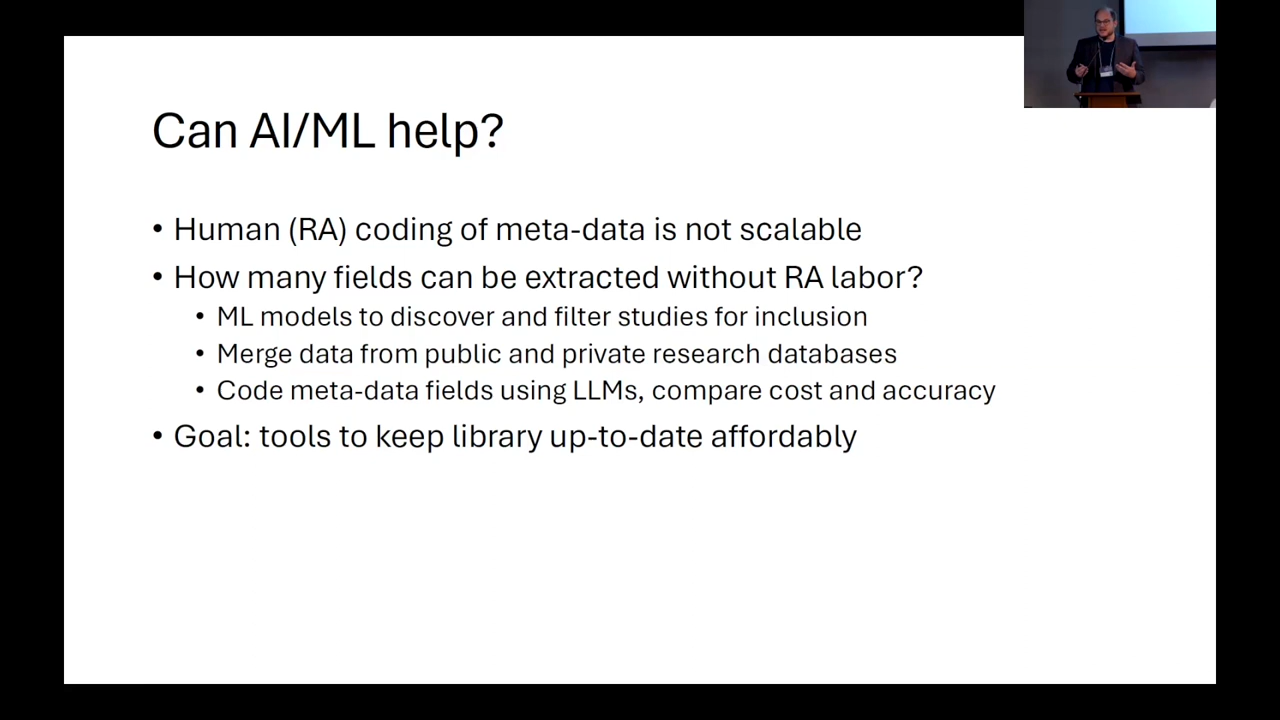 Can AI/ML help?
• Human (RA) coding of meta-data is not scalable
• How many fields can be extracted without RA labor?
• ML models to discover and filter studies for inclusion
• Merge data from public and private research databases
• Code meta-data fields using LLMs, compare cost and accuracy
• Goal: tools to keep library up-to-date affordably